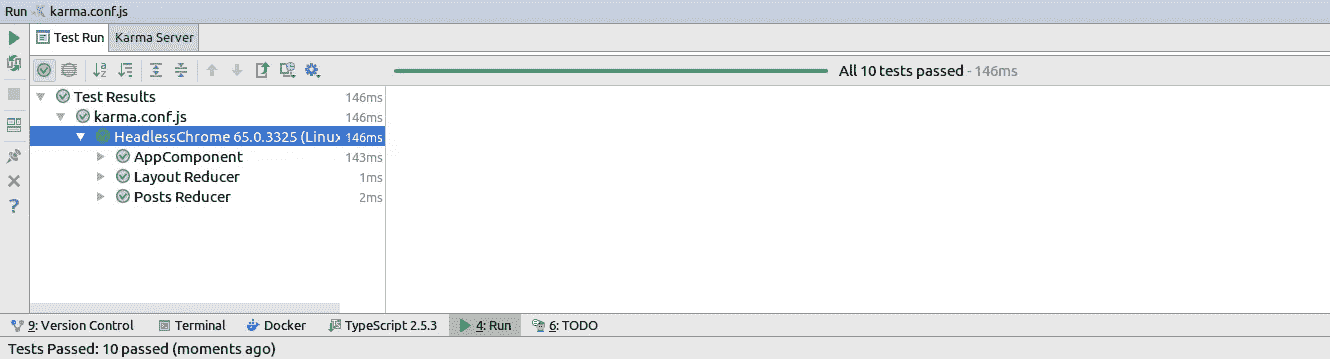 Run karma.conf.js
Test Run Karma Server
All 10 tests passed - 146ms
Test Results 146ms
karma.conf.js 146ms
HeadlessChrome 65.0.3325 (Linux 146ms
AppComponent 143ms
Layout Reducer 1ms
Posts Reducer 2ms
9: Version Control Terminal Docker TypeScript 2.5.3 4: Run 6: TODO
Tests Passed: 10 passed (moments ago)